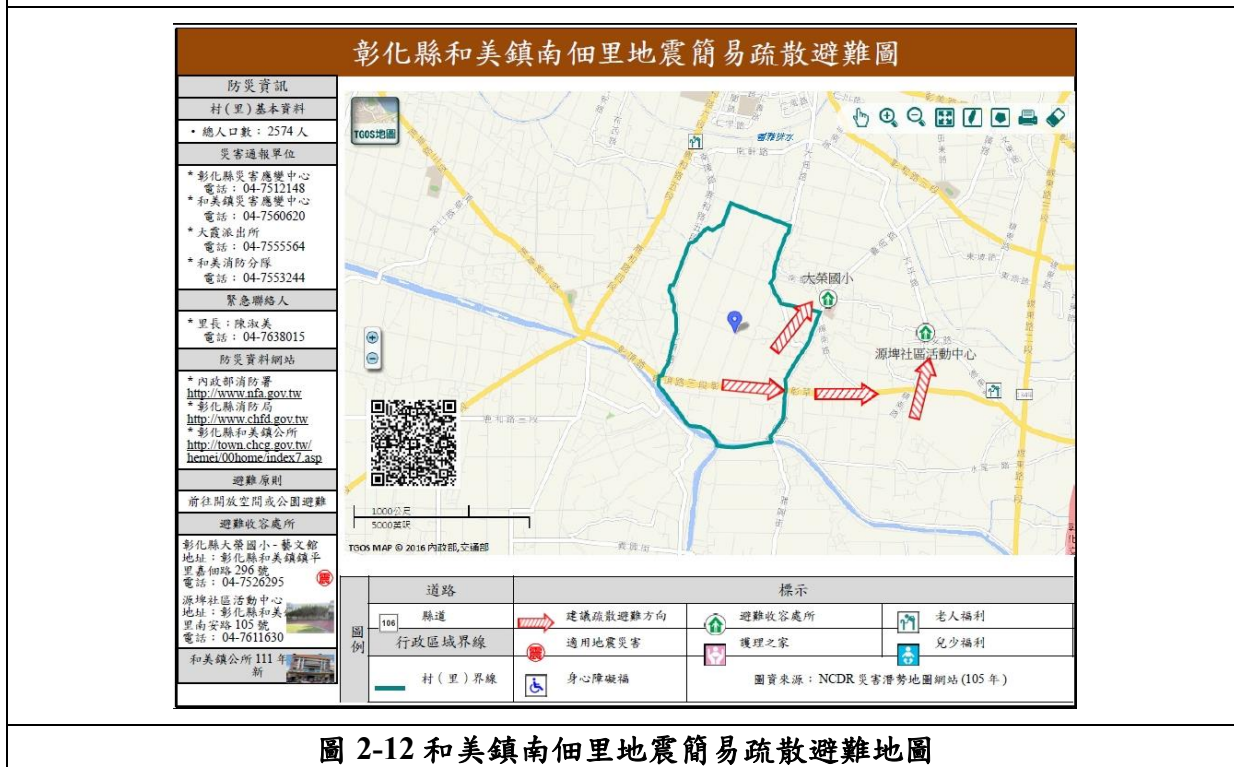 彰化縣和美鎮南佃里地震簡易疏散避難圖
防災資訊
村(里)基本資料
・總人口數：2574人
災害通報單位
*彰化縣災害應變中心
電話：04-7512148
*和美鎮災害應變中心
電話：04-7560620
*大霞派出所
電話：04-7555564
*和美消防分隊
電話：04-7553244
緊急聯絡人
*里長：陳淑美
電話：04-7638015
防災資料網站
*內政部消防署
http://www.nfa.gov.tw
*彰化縣消防局
http://www.chfd.gov.tw
*彰化縣和美鎮公所
http://town.chcg.gov.tw/
hemei/00home/index7.asp
避難原則
前往開放空間或公園避難
避難收容處所
彰化縣大榮國小-藝文館
地址：彰化縣和美鎮鎮平
里嘉佃路296號
電話：04-7526295
震
源埤社區活動中心
地址：彰化縣和美
里南安路105號
電話：04-7611630
和美鎮公所111年
新
TGOS地圖
大榮國小
源埤社區活動中心
1000公尺
5000英呎
TGOS MAP © 2016 內政部,交通部
圖例
道路
標示
106
縣道
建議疏散避難方向
避難收容處所
老人福利
行政區域界線
震
適用地震災害
護理之家
兒少福利
村(里)界線
身心障礙福
圖資來源：NCDR災害潛勢地圖網站(105年)
圖 2-12 和美鎮南佃里地震簡易疏散避難地圖